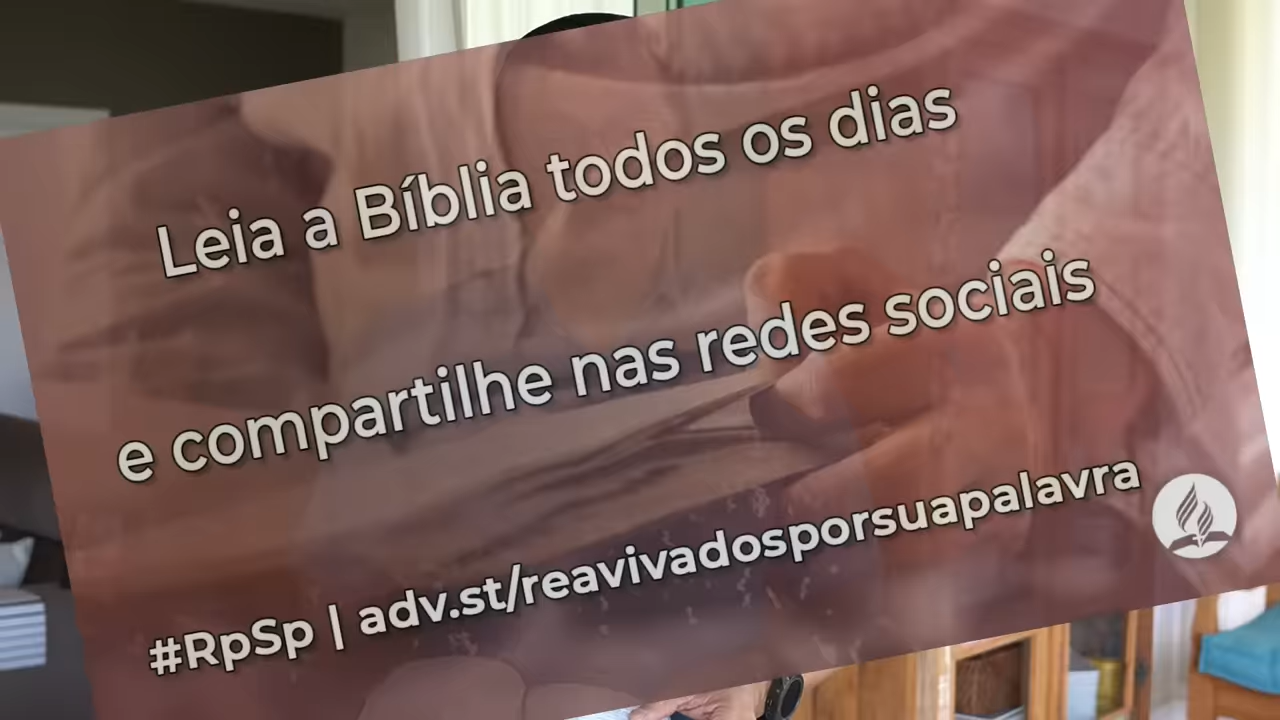 Leia a Bíblia todos os dias
e compartilhe nas redes sociais
#RpSp | adv.st/reavivadosporsuapalavra